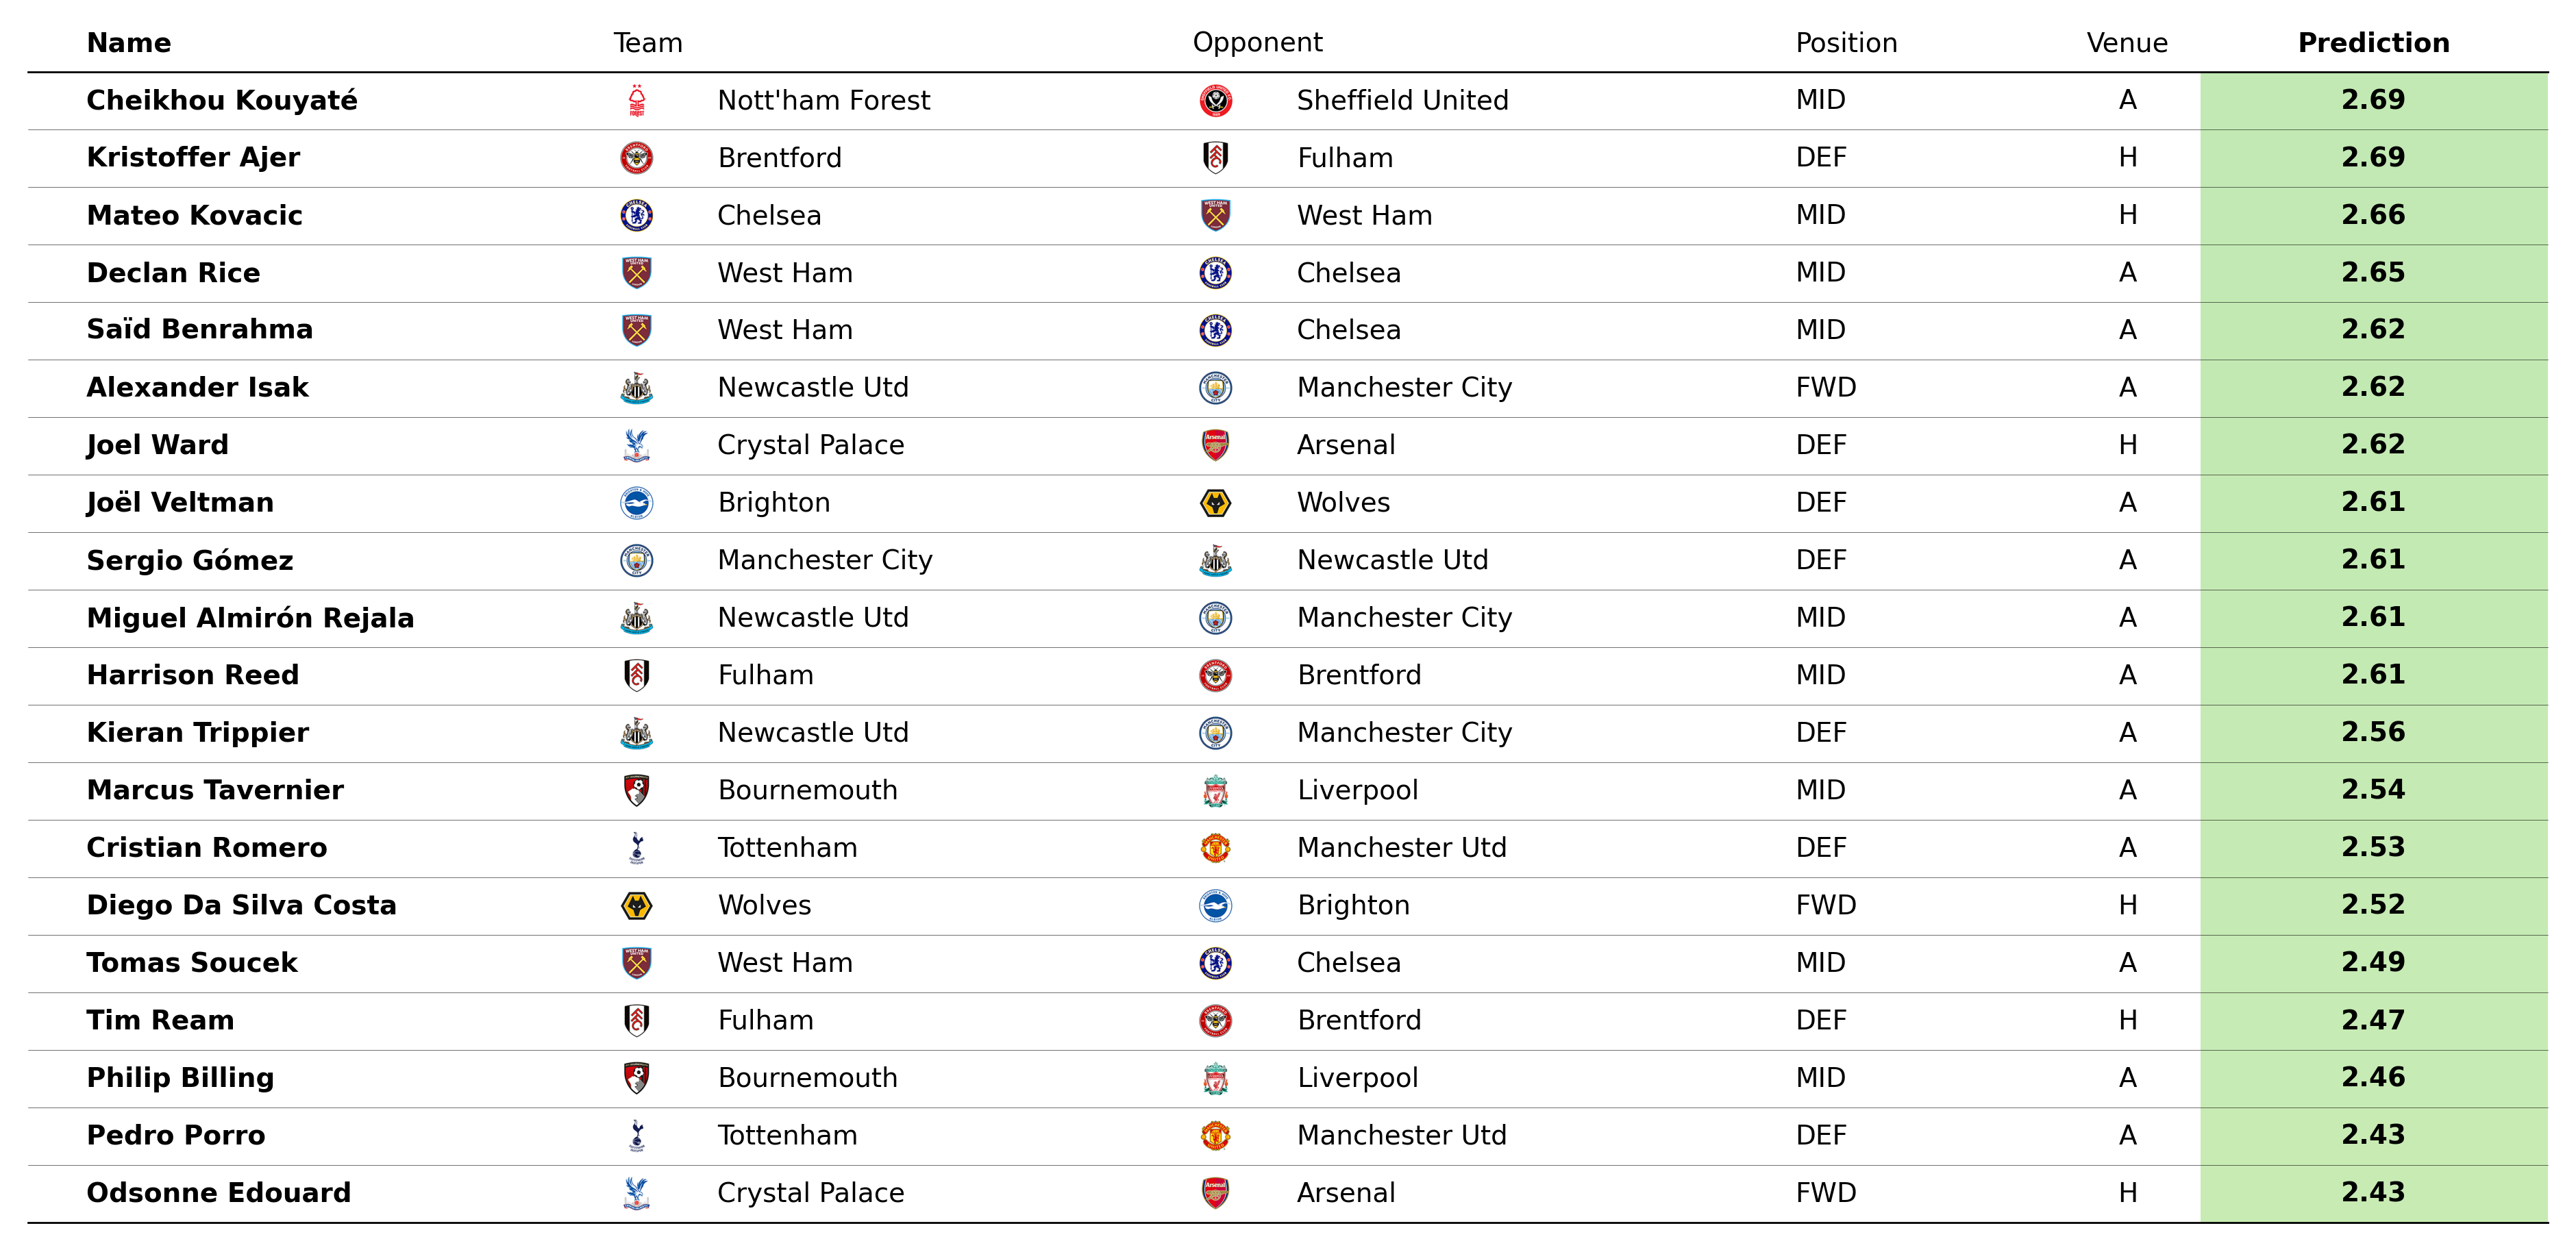 Name Team Opponent Position Venue Prediction
Cheikhou Kouyaté Nott'ham Forest Sheffield United MID A 2.69
Kristoffer Ajer Brentford Fulham DEF H 2.69
Mateo Kovacic Chelsea West Ham MID H 2.66
Declan Rice West Ham Chelsea MID A 2.65
Saïd Benrahma West Ham Chelsea MID A 2.62
Alexander Isak Newcastle Utd Manchester City FWD A 2.62
Joel Ward Crystal Palace Arsenal DEF H 2.62
Joël Veltman Brighton Wolves DEF A 2.61
Sergio Gómez Manchester City Newcastle Utd DEF A 2.61
Miguel Almirón Rejala Newcastle Utd Manchester City MID A 2.61
Harrison Reed Fulham Brentford MID A 2.61
Kieran Trippier Newcastle Utd Manchester City DEF A 2.56
Marcus Tavernier Bournemouth Liverpool MID A 2.54
Cristian Romero Tottenham Manchester Utd DEF A 2.53
Diego Da Silva Costa Wolves Brighton FWD H 2.52
Tomas Soucek West Ham Chelsea MID A 2.49
Tim Ream Fulham Brentford DEF H 2.47
Philip Billing Bournemouth Liverpool MID A 2.46
Pedro Porro Tottenham Manchester Utd DEF A 2.43
Odsonne Edouard Crystal Palace Arsenal FWD H 2.43